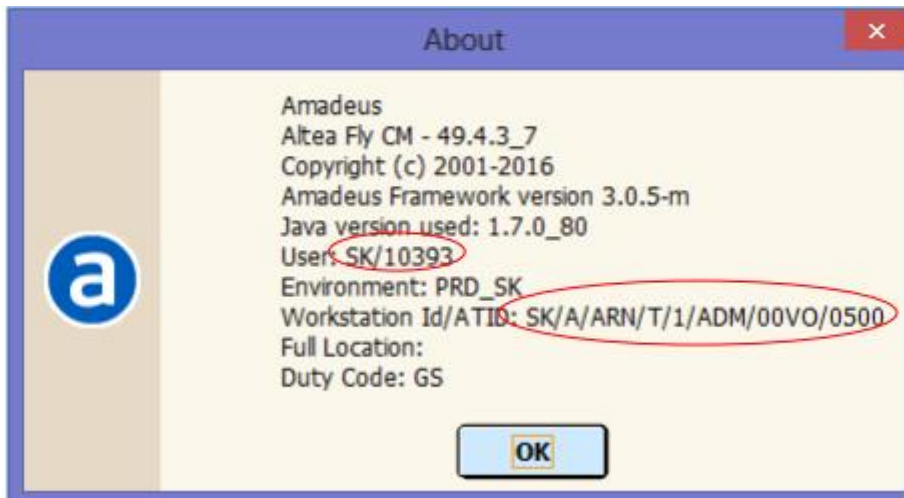 About
Amadeus
Altea Fly CM - 49.4.3_7
Copyright (c) 2001-2016
Amadeus Framework version 3.0.5-m
Java version used: 1.7.0_80
User: SK/10393
Environment: PRD_SK
Workstation Id/ATID: SK/A/ARN/T/1/ADM/00VO/0500
Full Location:
Duty Code: GS
a
OK